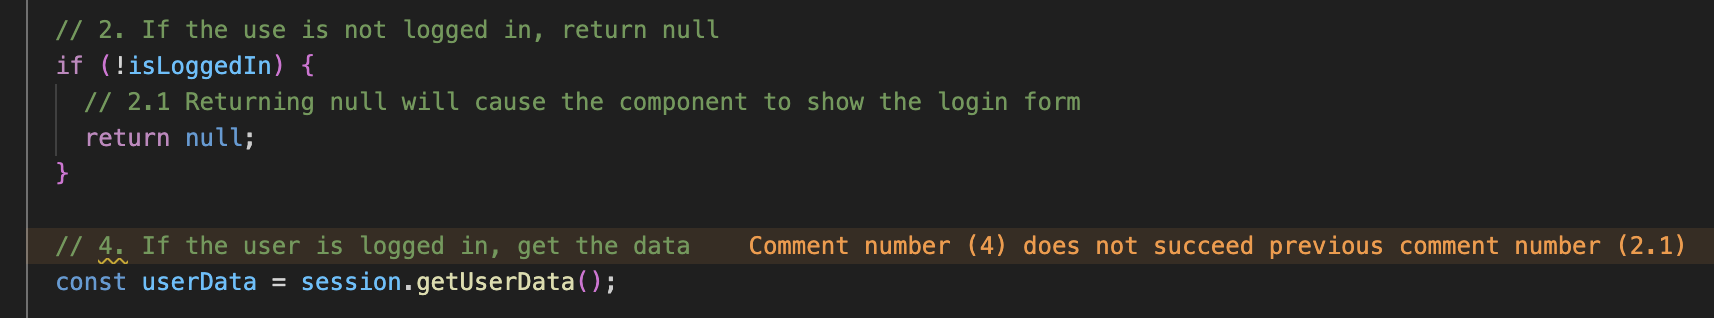 // 2. If the use is not logged in, return null
if (!isLoggedIn) {
// 2.1 Returning null will cause the component to show the login form
return null;
}
// 4. If the user is logged in, get the data Comment number (4) does not succeed previous comment number (2.1)
const userData = session.getUserData();